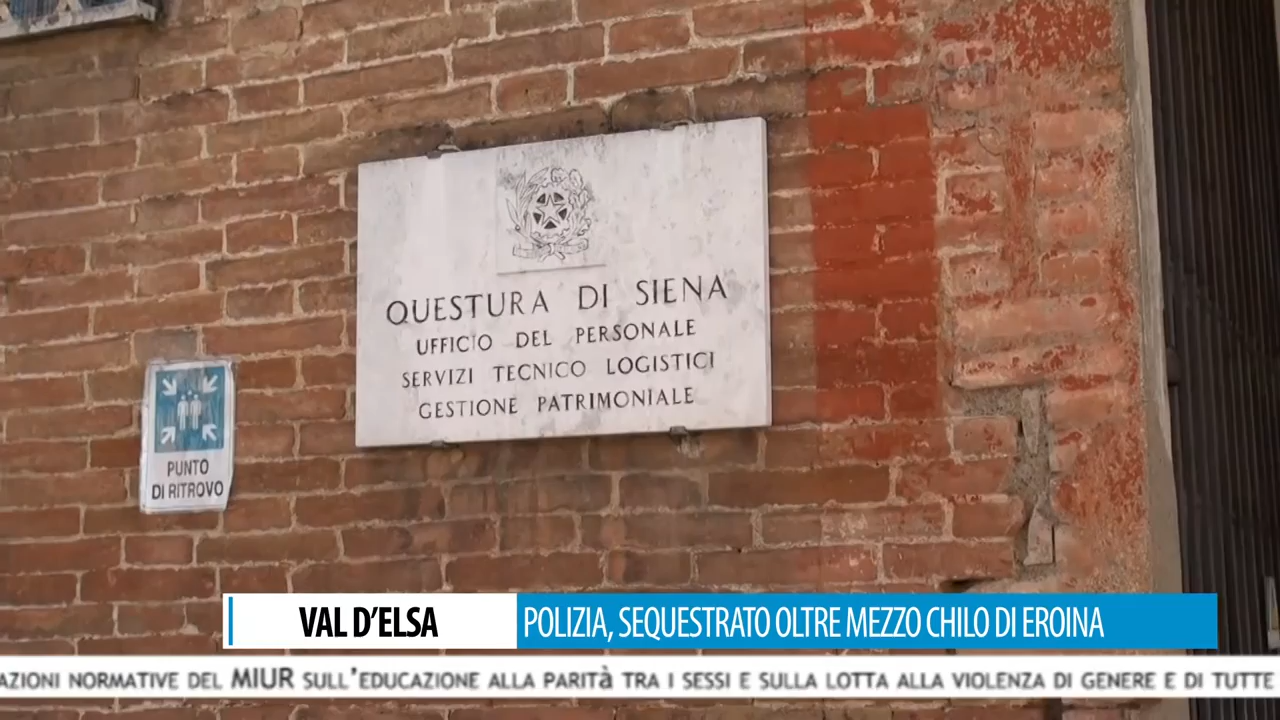 QUESTURA DI SIENA
UFFICIO DEL PERSONALE
SERVIZI TECNICO LOGISTICI
GESTIONE PATRIMONIALE
PUNTO
DI RITROVO
VAL D'ELSA
POLIZIA, SEQUESTRATO OLTRE MEZZO CHILO DI EROINA
AZIONI NORMATIVE DEL MIUR SULL'EDUCAZIONE ALLA PARITà TRA I SESSI E SULLA LOTTA ALLA VIOLENZA DI GENERE E DI TUTTE